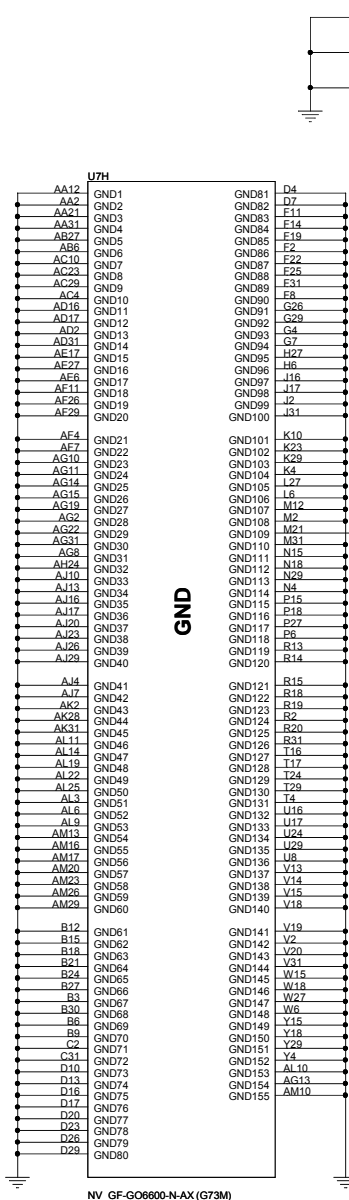 U7H
AA12 GND1 GND81 D4
AA2 GND2 GND82 D7
AA21 GND3 GND83 F11
AA31 GND4 GND84 F14
AB27 GND5 GND85 F19
AB6 GND6 GND86 F2
AC10 GND7 GND87 F22
AC23 GND8 GND88 F25
AC29 GND9 GND89 F31
AC4 GND10 GND90 F8
AD16 GND11 GND91 G26
AD17 GND12 GND92 G29
AD2 GND13 GND93 G4
AD31 GND14 GND94 G7
AE17 GND15 GND95 H27
AE27 GND16 GND96 H6
AE6 GND17 GND97 J16
AF11 GND18 GND98 J17
AF26 GND19 GND99 J2
AF29 GND20 GND100 J31
AF4 GND21 GND101 K10
AF7 GND22 GND102 K23
AG10 GND23 GND103 K29
AG11 GND24 GND104 K4
AG14 GND25 GND105 L27
AG15 GND26 GND106 L6
AG19 GND27 GND107 M12
AG2 GND28 GND108 M2
AG22 GND29 GND109 M21
AG31 GND30 GND110 M31
AG8 GND31 GND111 N15
AH24 GND32 GND112 N18
AJ10 GND33 GND113 N29
AJ13 GND34 GND114 N4
AJ16 GND35 GND115 P15
AJ17 GND36 GND116 P18
AJ20 GND37 GND117 P27
AJ23 GND38 GND118 P6
AJ26 GND39 GND119 R13
AJ29 GND40 GND120 R14
GND
AJ4 GND41 GND121 R15
AJ7 GND42 GND122 R18
AK2 GND43 GND123 R19
AK28 GND44 GND124 R2
AK31 GND45 GND125 R20
AL11 GND46 GND126 R31
AL14 GND47 GND127 T16
AL19 GND48 GND128 T17
AL22 GND49 GND129 T24
AL25 GND50 GND130 T29
AL3 GND51 GND131 T4
AL6 GND52 GND132 U16
AL9 GND53 GND133 U17
AM13 GND54 GND134 U24
AM16 GND55 GND135 U29
AM17 GND56 GND136 U8
AM20 GND57 GND137 V13
AM23 GND58 GND138 V14
AM26 GND59 GND139 V15
AM29 GND60 GND140 V18
B12 GND61 GND141 V19
B15 GND62 GND142 V2
B18 GND63 GND143 V20
B21 GND64 GND144 V31
B24 GND65 GND145 W15
B27 GND66 GND146 W18
B3 GND67 GND147 W27
B30 GND68 GND148 W6
B6 GND69 GND149 Y15
B9 GND70 GND150 Y18
C2 GND71 GND151 Y29
C31 GND72 GND152 Y4
D10 GND73 GND153 AL10
D13 GND74 GND154 AG13
D16 GND75 GND155 AM10
D17 GND76
D20 GND77
D23 GND78
D26 GND79
D29 GND80
NV_GF-GO6600-N-AX (G73M)